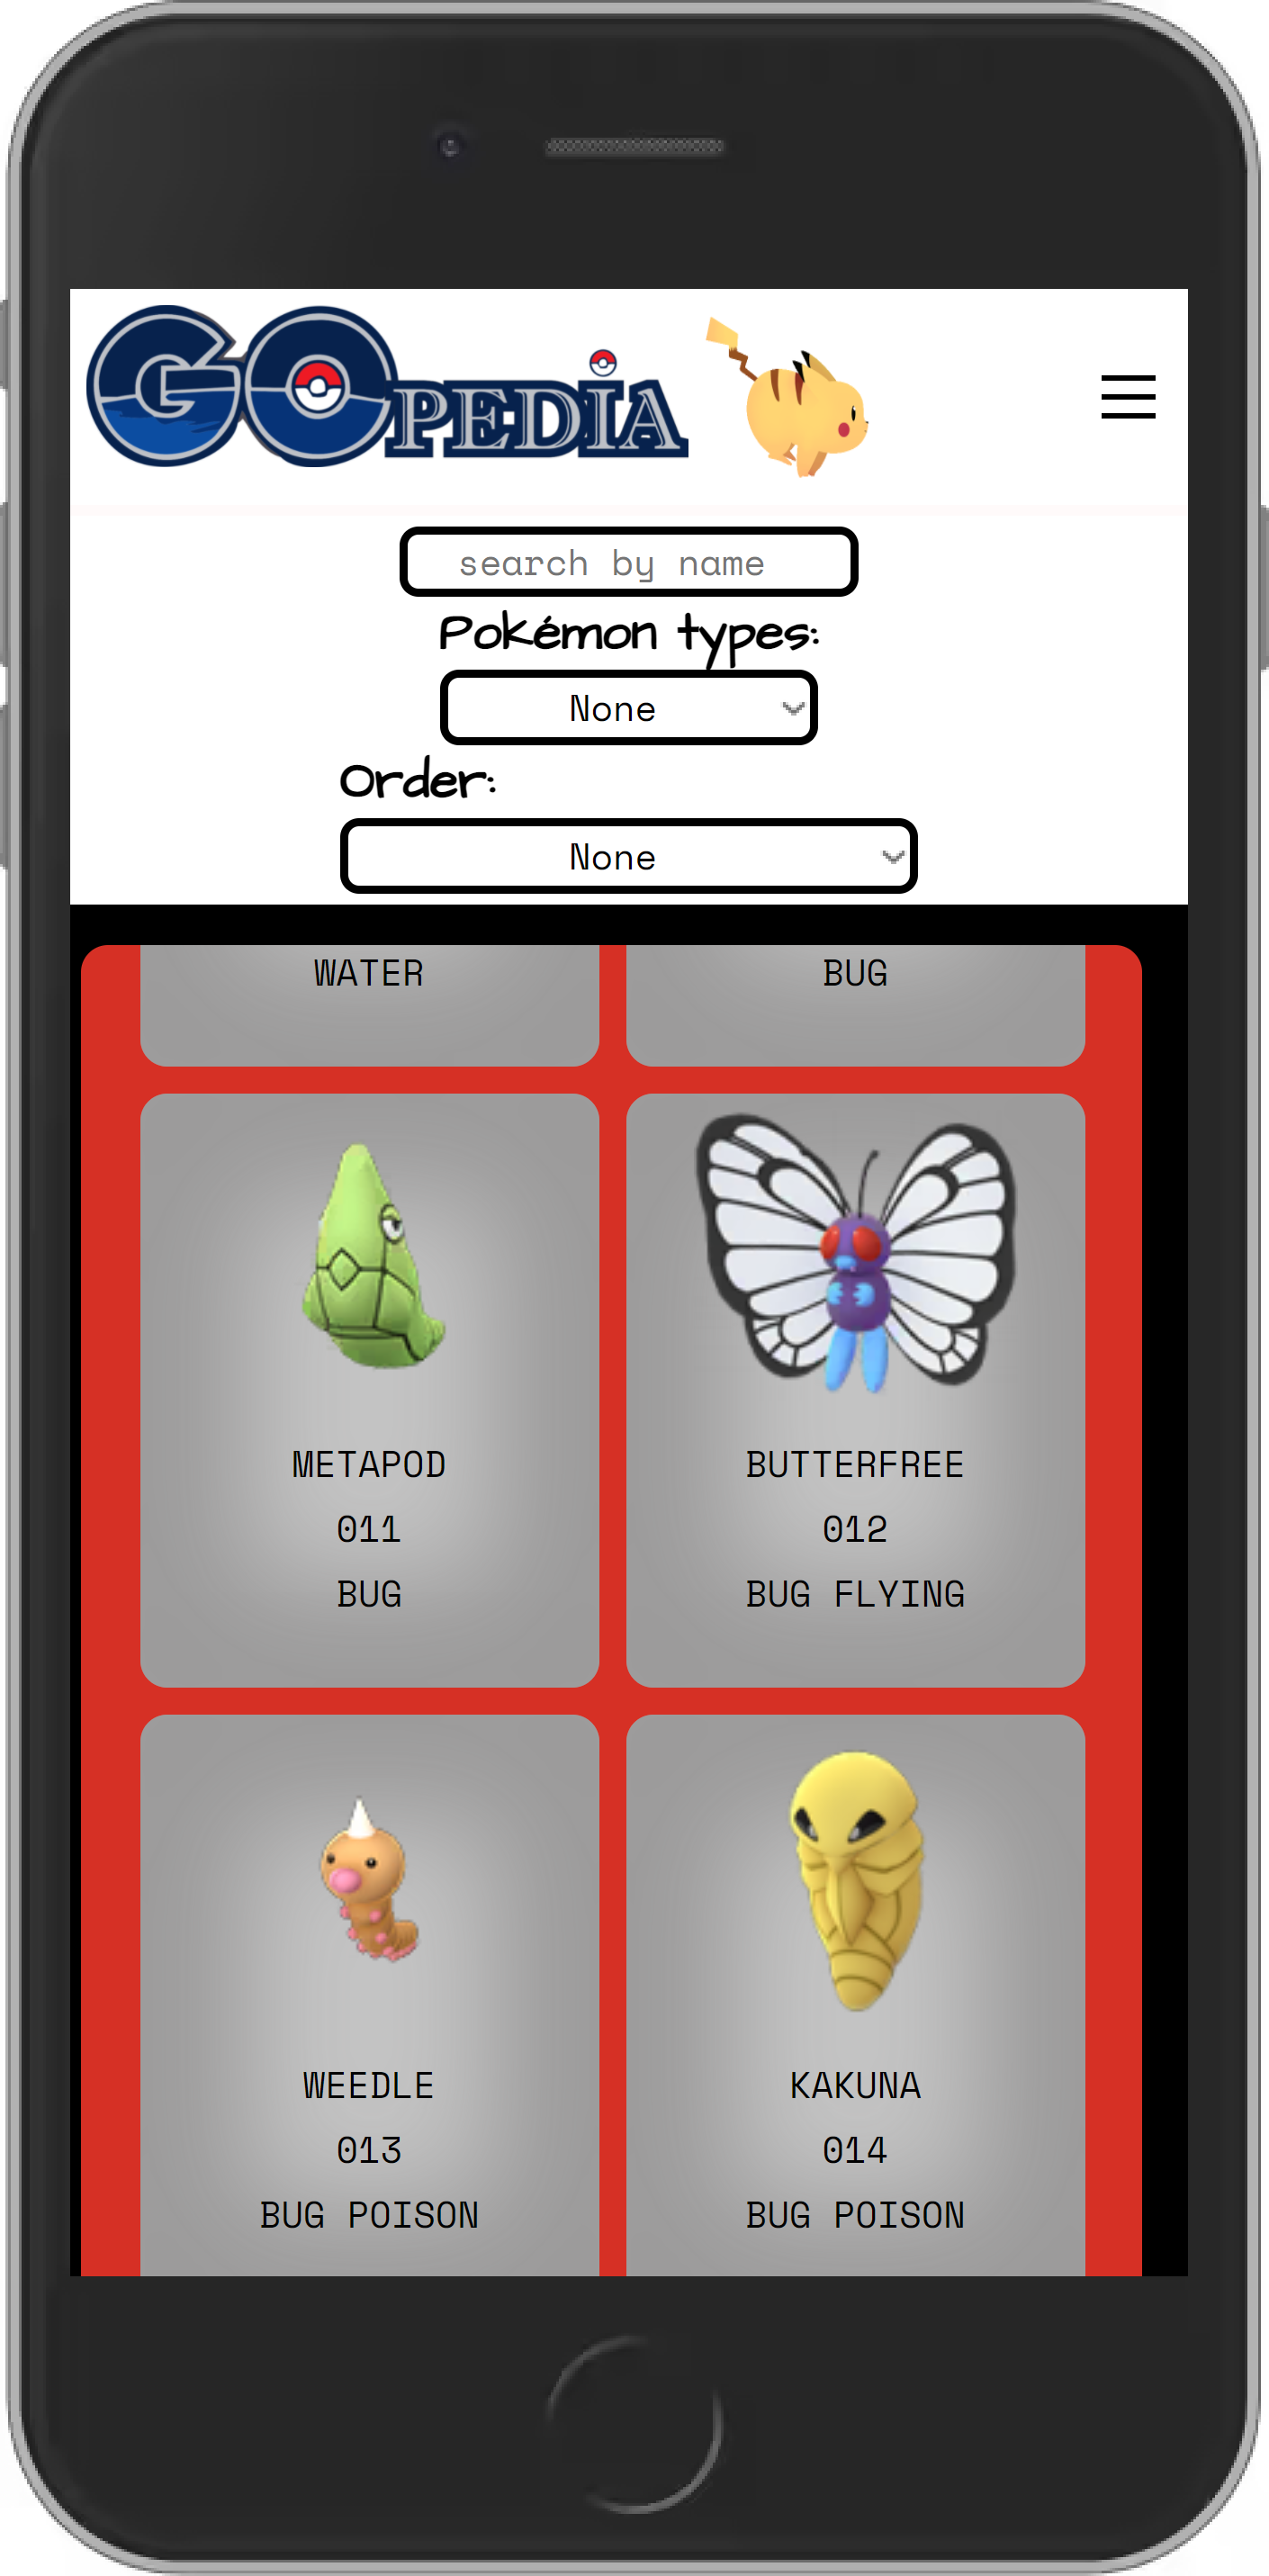 GOPEDIA
search by name
Pokémon types:
None
Order:
None
WATER
BUG
METAPOD
011
BUG
BUTTERFREE
012
BUG FLYING
WEEDLE
013
BUG POISON
KAKUNA
014
BUG POISON